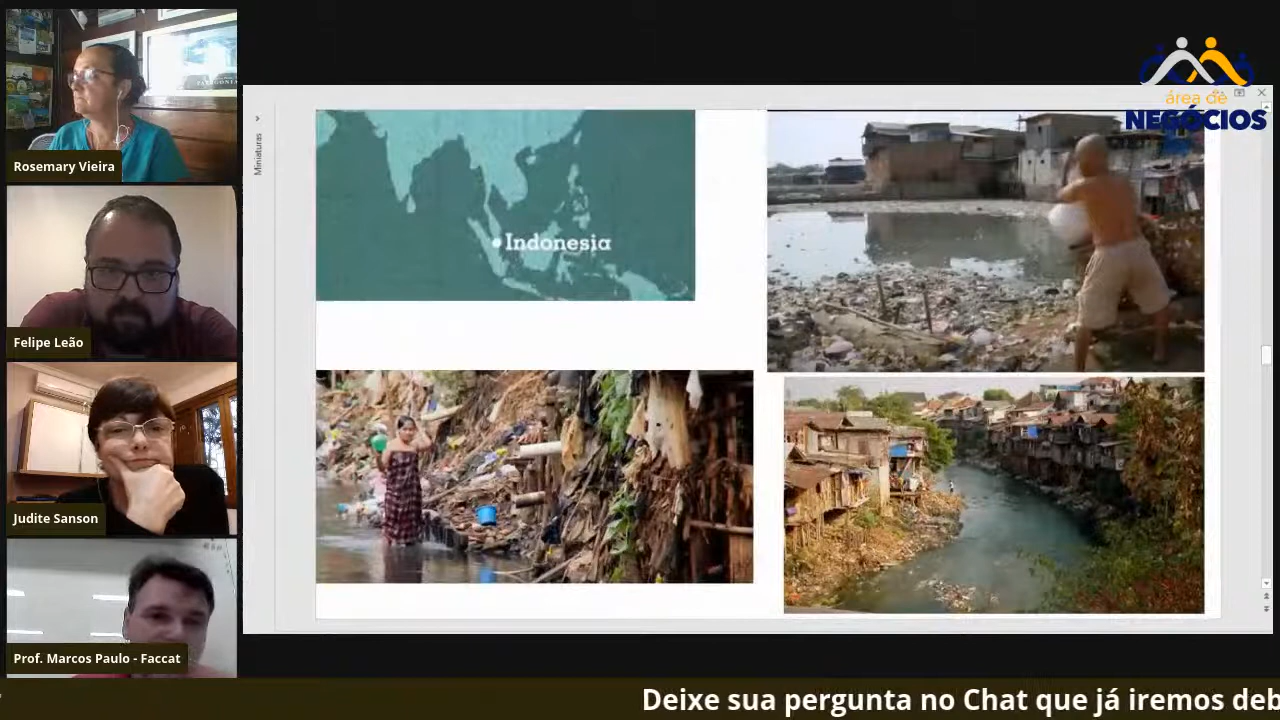 Rosemary Vieira
Felipe Leão
Judite Sanson
Prof. Marcos Paulo - Faccat
Miniaturas
Indonesia
área de
NEGÓCIOS
Deixe sua pergunta no Chat que já iremos deb